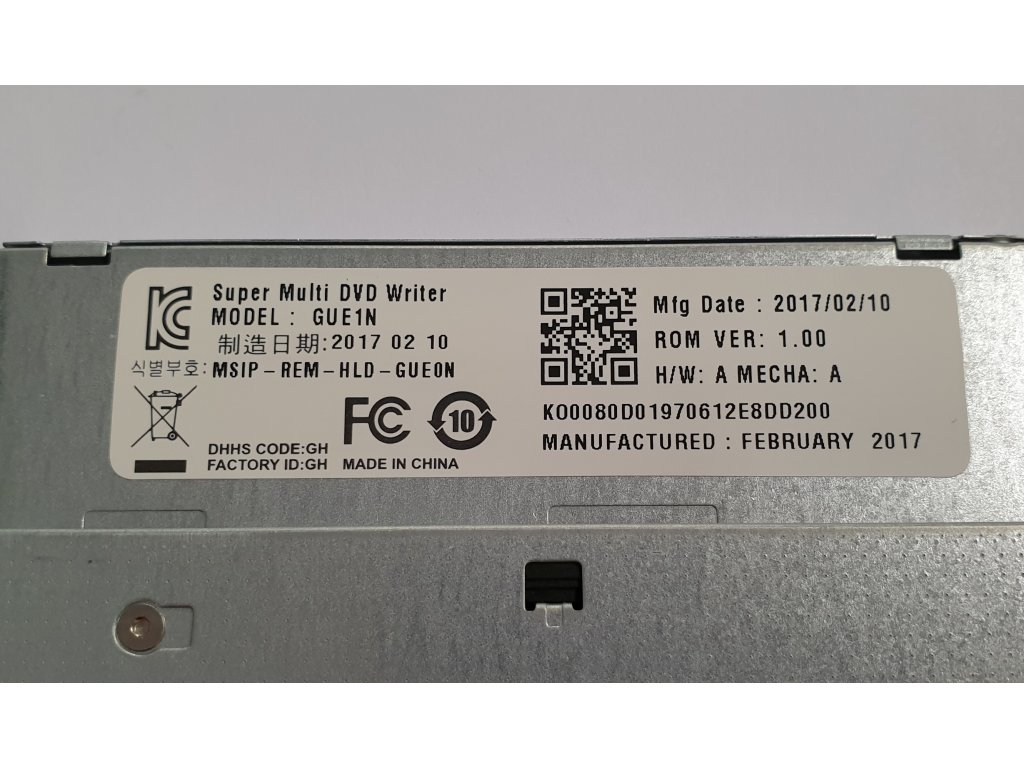 Super Multi DVD Writer
MODEL : GUE1N
制造日期:2017 02 10
식별부호:MSIP-REM-HLD-GUE0N
FC
10
DHHS CODE:GH
FACTORY ID:GH MADE IN CHINA
Mfg Date : 2017/02/10
ROM VER: 1.00
H/W: A MECHA: A
K00080D01970612E8DD200
MANUFACTURED : FEBRUARY 2017